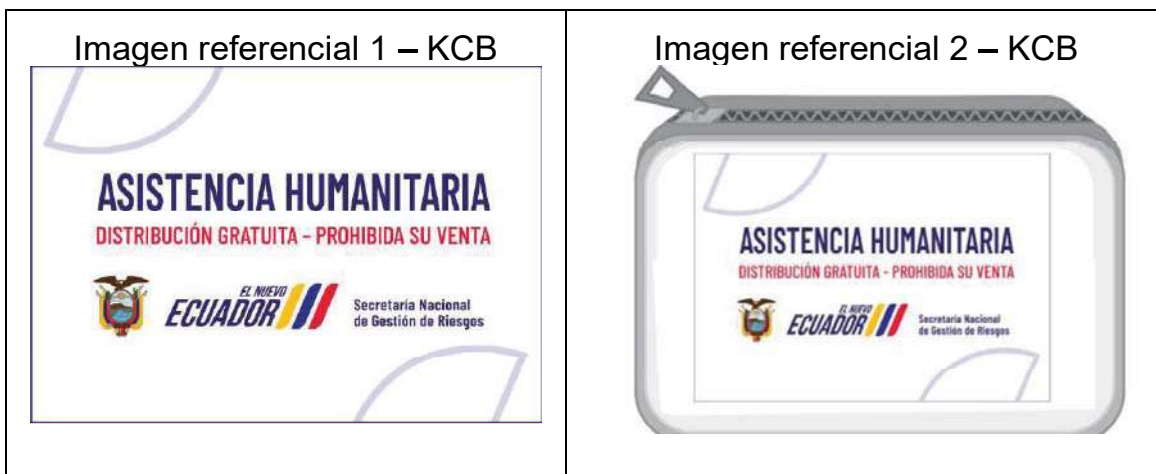 Imagen referencial 1 – KCB
ASISTENCIA HUMANITARIA
DISTRIBUCIÓN GRATUITA - PROHIBIDA SU VENTA
EL NUEVO
ECUADOR
Secretaría Nacional
de Gestión de Riesgos
Imagen referencial 2 – KCB
ASISTENCIA HUMANITARIA
DISTRIBUCIÓN GRATUITA - PROHIBIDA SU VENTA
EL NUEVO
ECUADOR
Secretaría Nacional
de Gestión de Riesgos